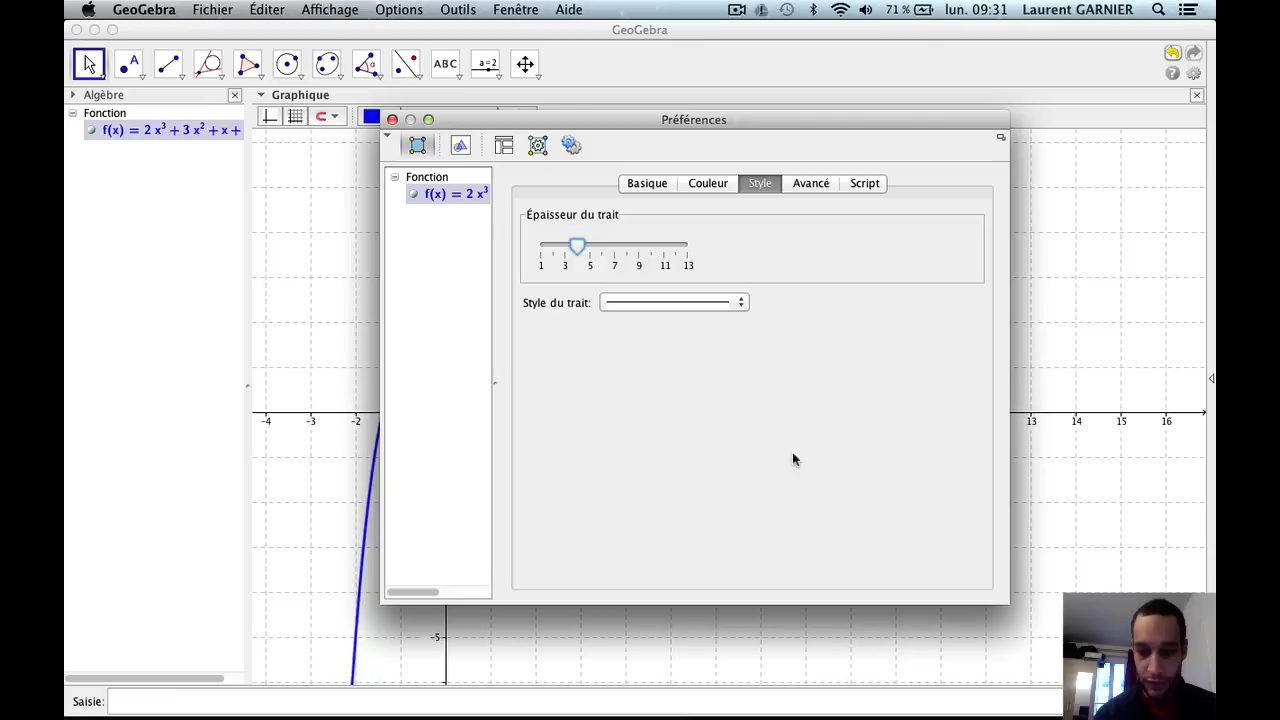 GeoGebra Fichier Éditer Affichage Options Outils Fenêtre Aide 71 % lun. 09:31 Laurent GARNIER
GeoGebra
ABC a=2
Algèbre
Graphique
Fonction
f(x) = 2 x³ + 3 x² + x +
Préférences
Fonction
f(x) = 2 x³
Basique Couleur Style Avancé Script
Épaisseur du trait
1 3 5 7 9 11 13
Style du trait:
-4 -3 -2 13 14 15 16
-5
Saisie: